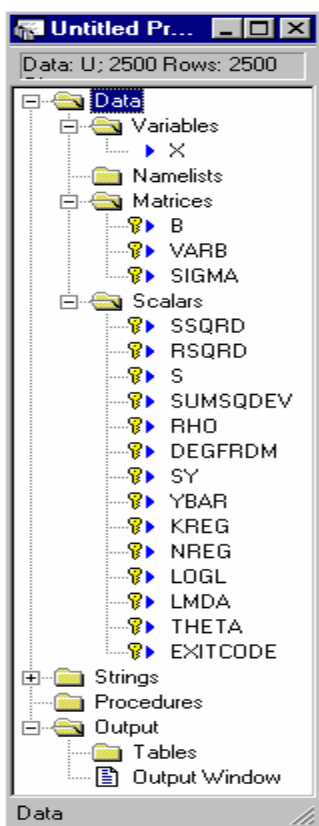 Untitled Pr...
Data: U; 2500 Rows: 2500
Data
Variables
X
Namelists
Matrices
B
VARB
SIGMA
Scalars
SSQRD
RSQRD
S
SUMSQDEV
RHO
DEGFRDM
SY
YBAR
KREG
NREG
LOGL
LMDA
THETA
EXITCODE
Strings
Procedures
Output
Tables
Output Window
Data